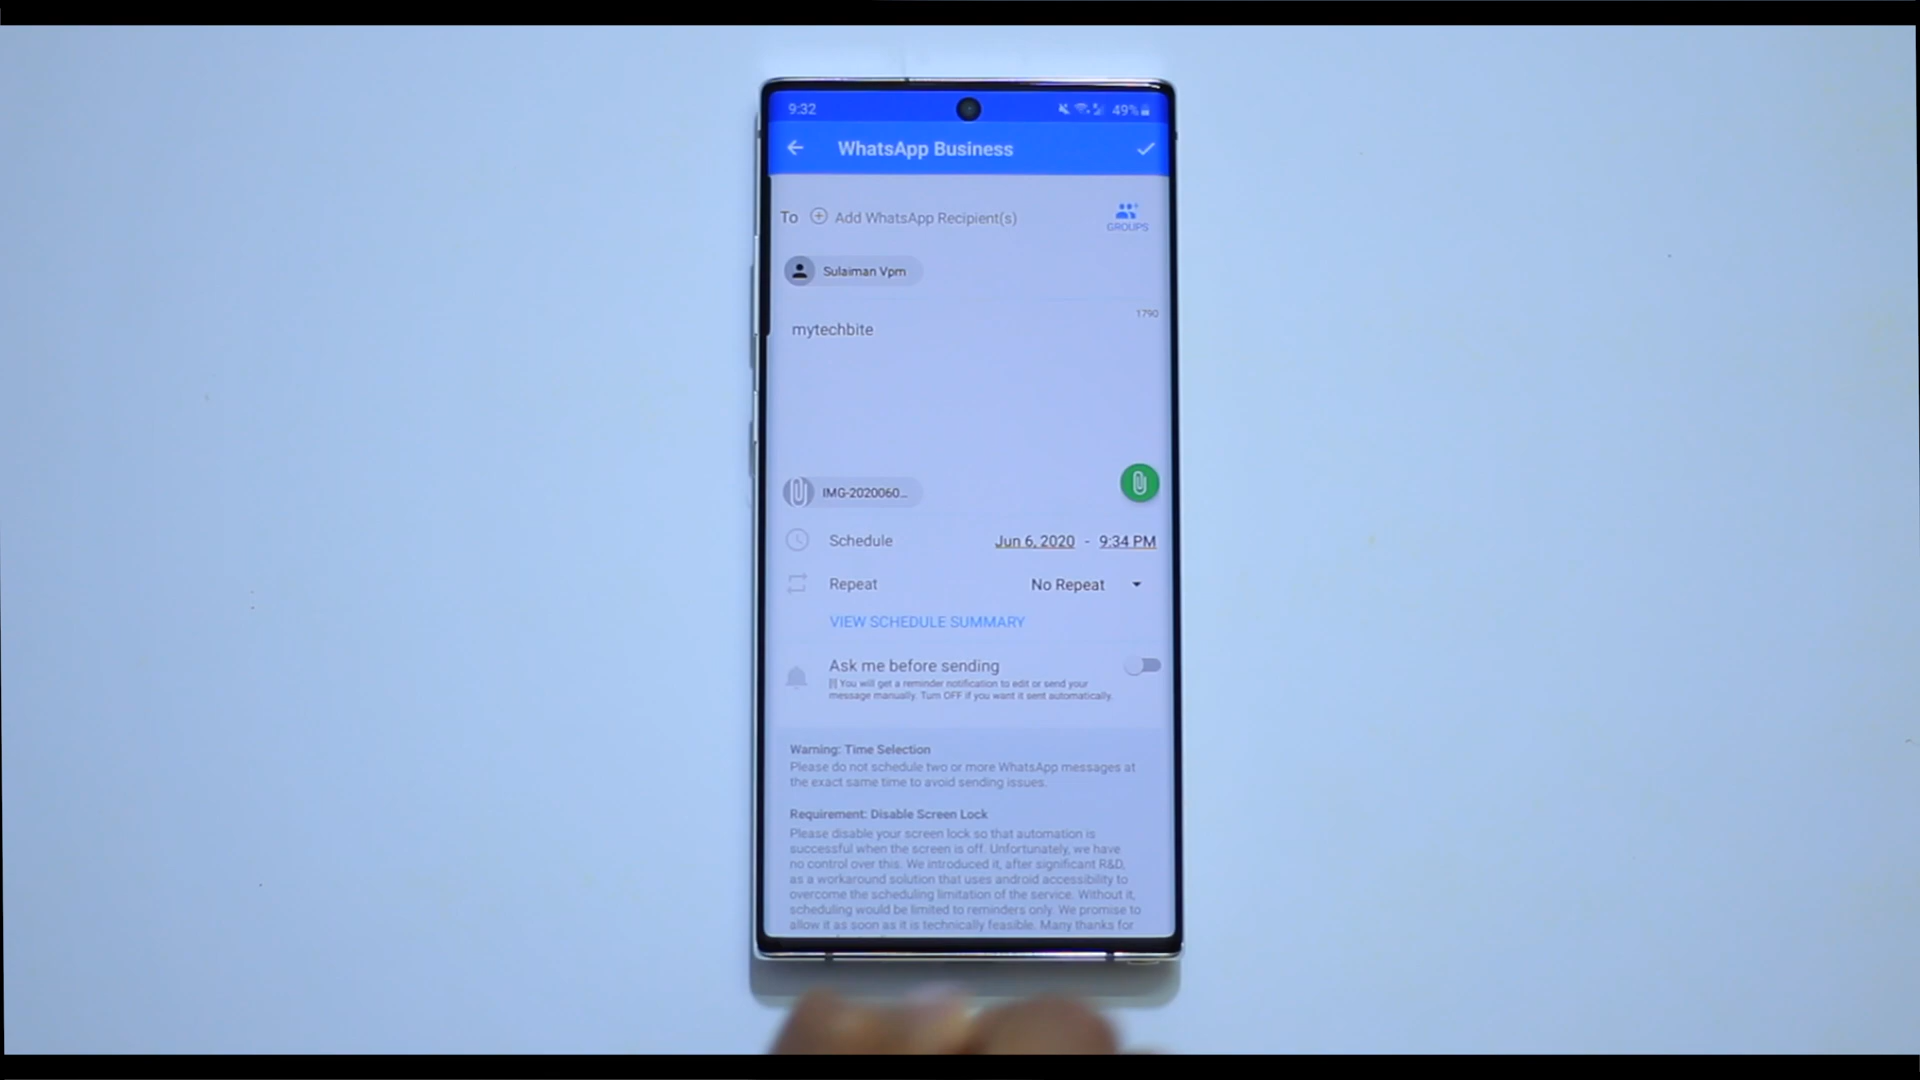 9:32
49%
WhatsApp Business
To Add WhatsApp Recipient(s)
GROUPS
Sulaiman Vpm
1790
mytechbite
IMG-2020060...
Schedule Jun 6, 2020 - 9:34 PM
Repeat No Repeat
VIEW SCHEDULE SUMMARY
Ask me before sending
You will get a reminder notification to edit or send your
message manually. Turn OFF if you want it sent automatically.
Warning: Time Selection
Please do not schedule two or more WhatsApp messages at
the exact same time to avoid sending issues.
Requirement: Disable Screen Lock
Please disable your screen lock so that automation is
successful when the screen is off. Unfortunately, we have
no control over this. We introduced it, after significant R&D,
as a workaround solution that uses android accessibility to
overcome the scheduling limitation of the service. Without it,
scheduling would be limited to reminders only. We promise to
allow it as soon as it is technically feasible. Many thanks for